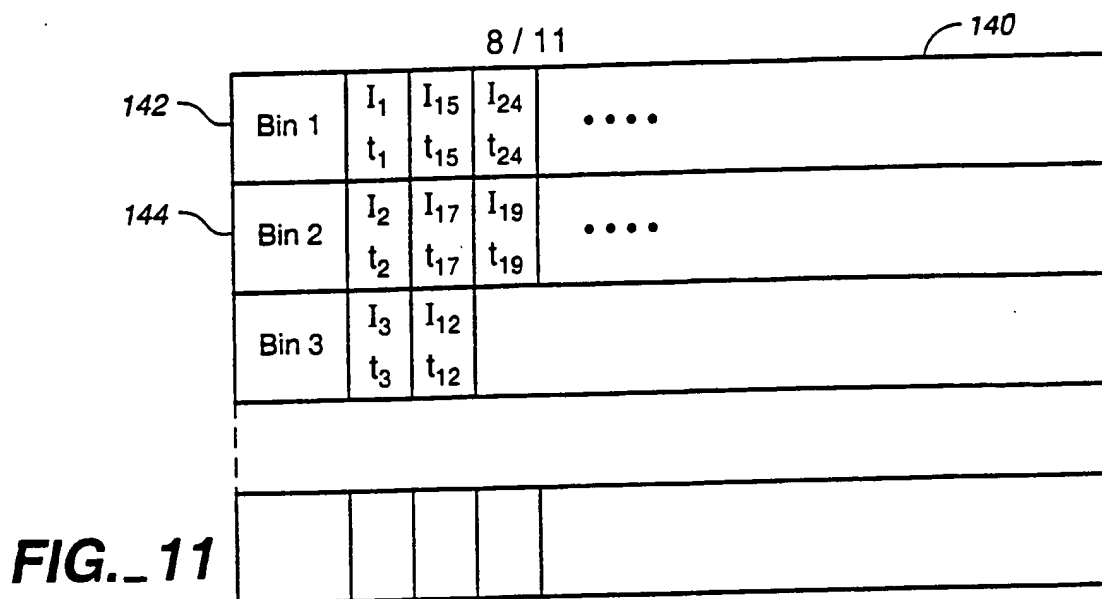 8 / 11
140
142
Bin 1 I₁ I₁₅ I₂₄ ••••
t₁ t₁₅ t₂₄
144
Bin 2 I₂ I₁₇ I₁₉ ••••
t₂ t₁₇ t₁₉
Bin 3 I₃ I₁₂
t₃ t₁₂
FIG._11